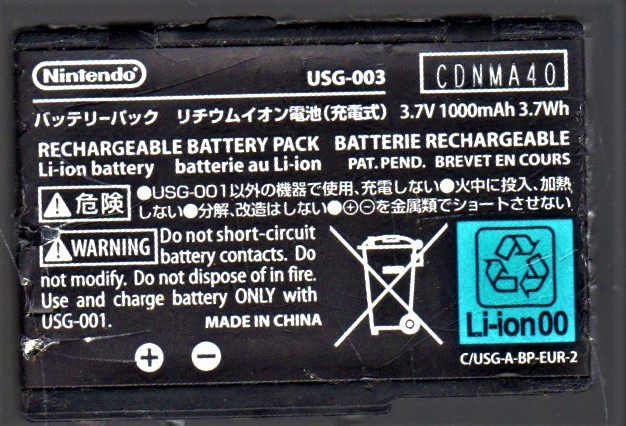 Nintendo USG-003 CDNMA40
バッテリーパック リチウムイオン電池(充電式) 3.7V 1000mAh 3.7Wh
RECHARGEABLE BATTERY PACK BATTERIE RECHARGEABLE
Li-ion battery batterie au Li-ion PAT. PEND. BREVET EN COURS
⚠危険 ●USG-001以外の機器で使用、充電しない●火中に投入、加熱
しない●分解、改造はしない●⊕⊖を金属類でショートさせない
⚠WARNING Do not short-circuit
battery contacts. Do
not modify. Do not dispose of in fire.
Use and charge battery ONLY with
USG-001. MADE IN CHINA
Li-ion 00
C/USG-A-BP-EUR-2